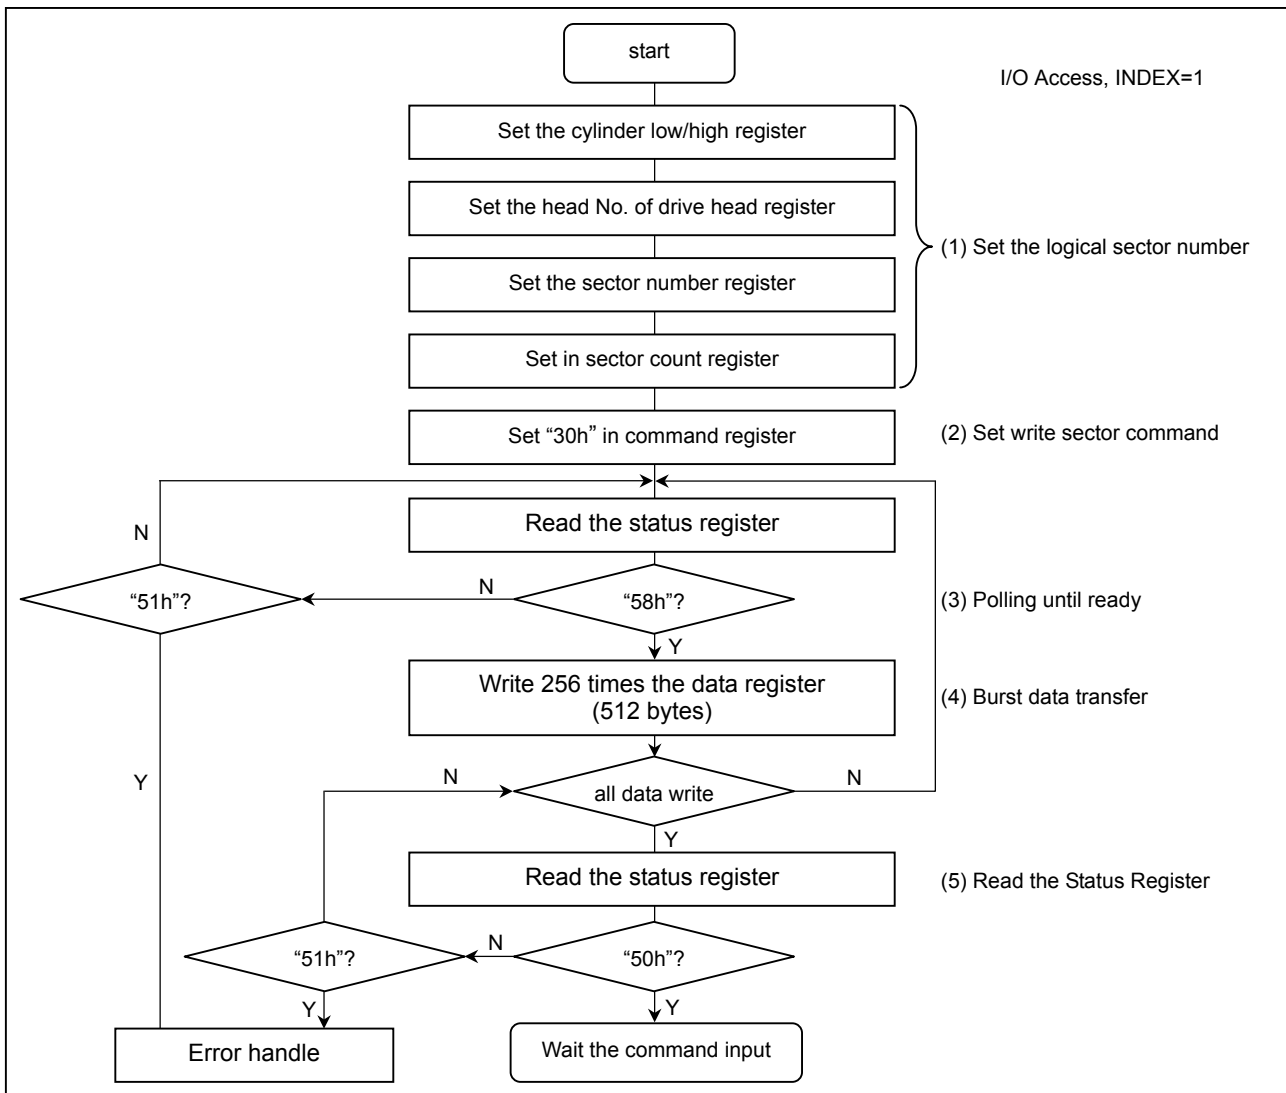 start
I/O Access, INDEX=1
Set the cylinder low/high register
Set the head No. of drive head register
(1) Set the logical sector number
Set the sector number register
Set in sector count register
Set “30h” in command register
(2) Set write sector command
N
Read the status register
“51h”?
N
“58h”?
(3) Polling until ready
Y
Write 256 times the data register
(512 bytes)
(4) Burst data transfer
Y
N
all data write
N
Y
Read the status register
(5) Read the Status Register
“51h”?
N
“50h”?
Y
Y
Error handle
Wait the command input